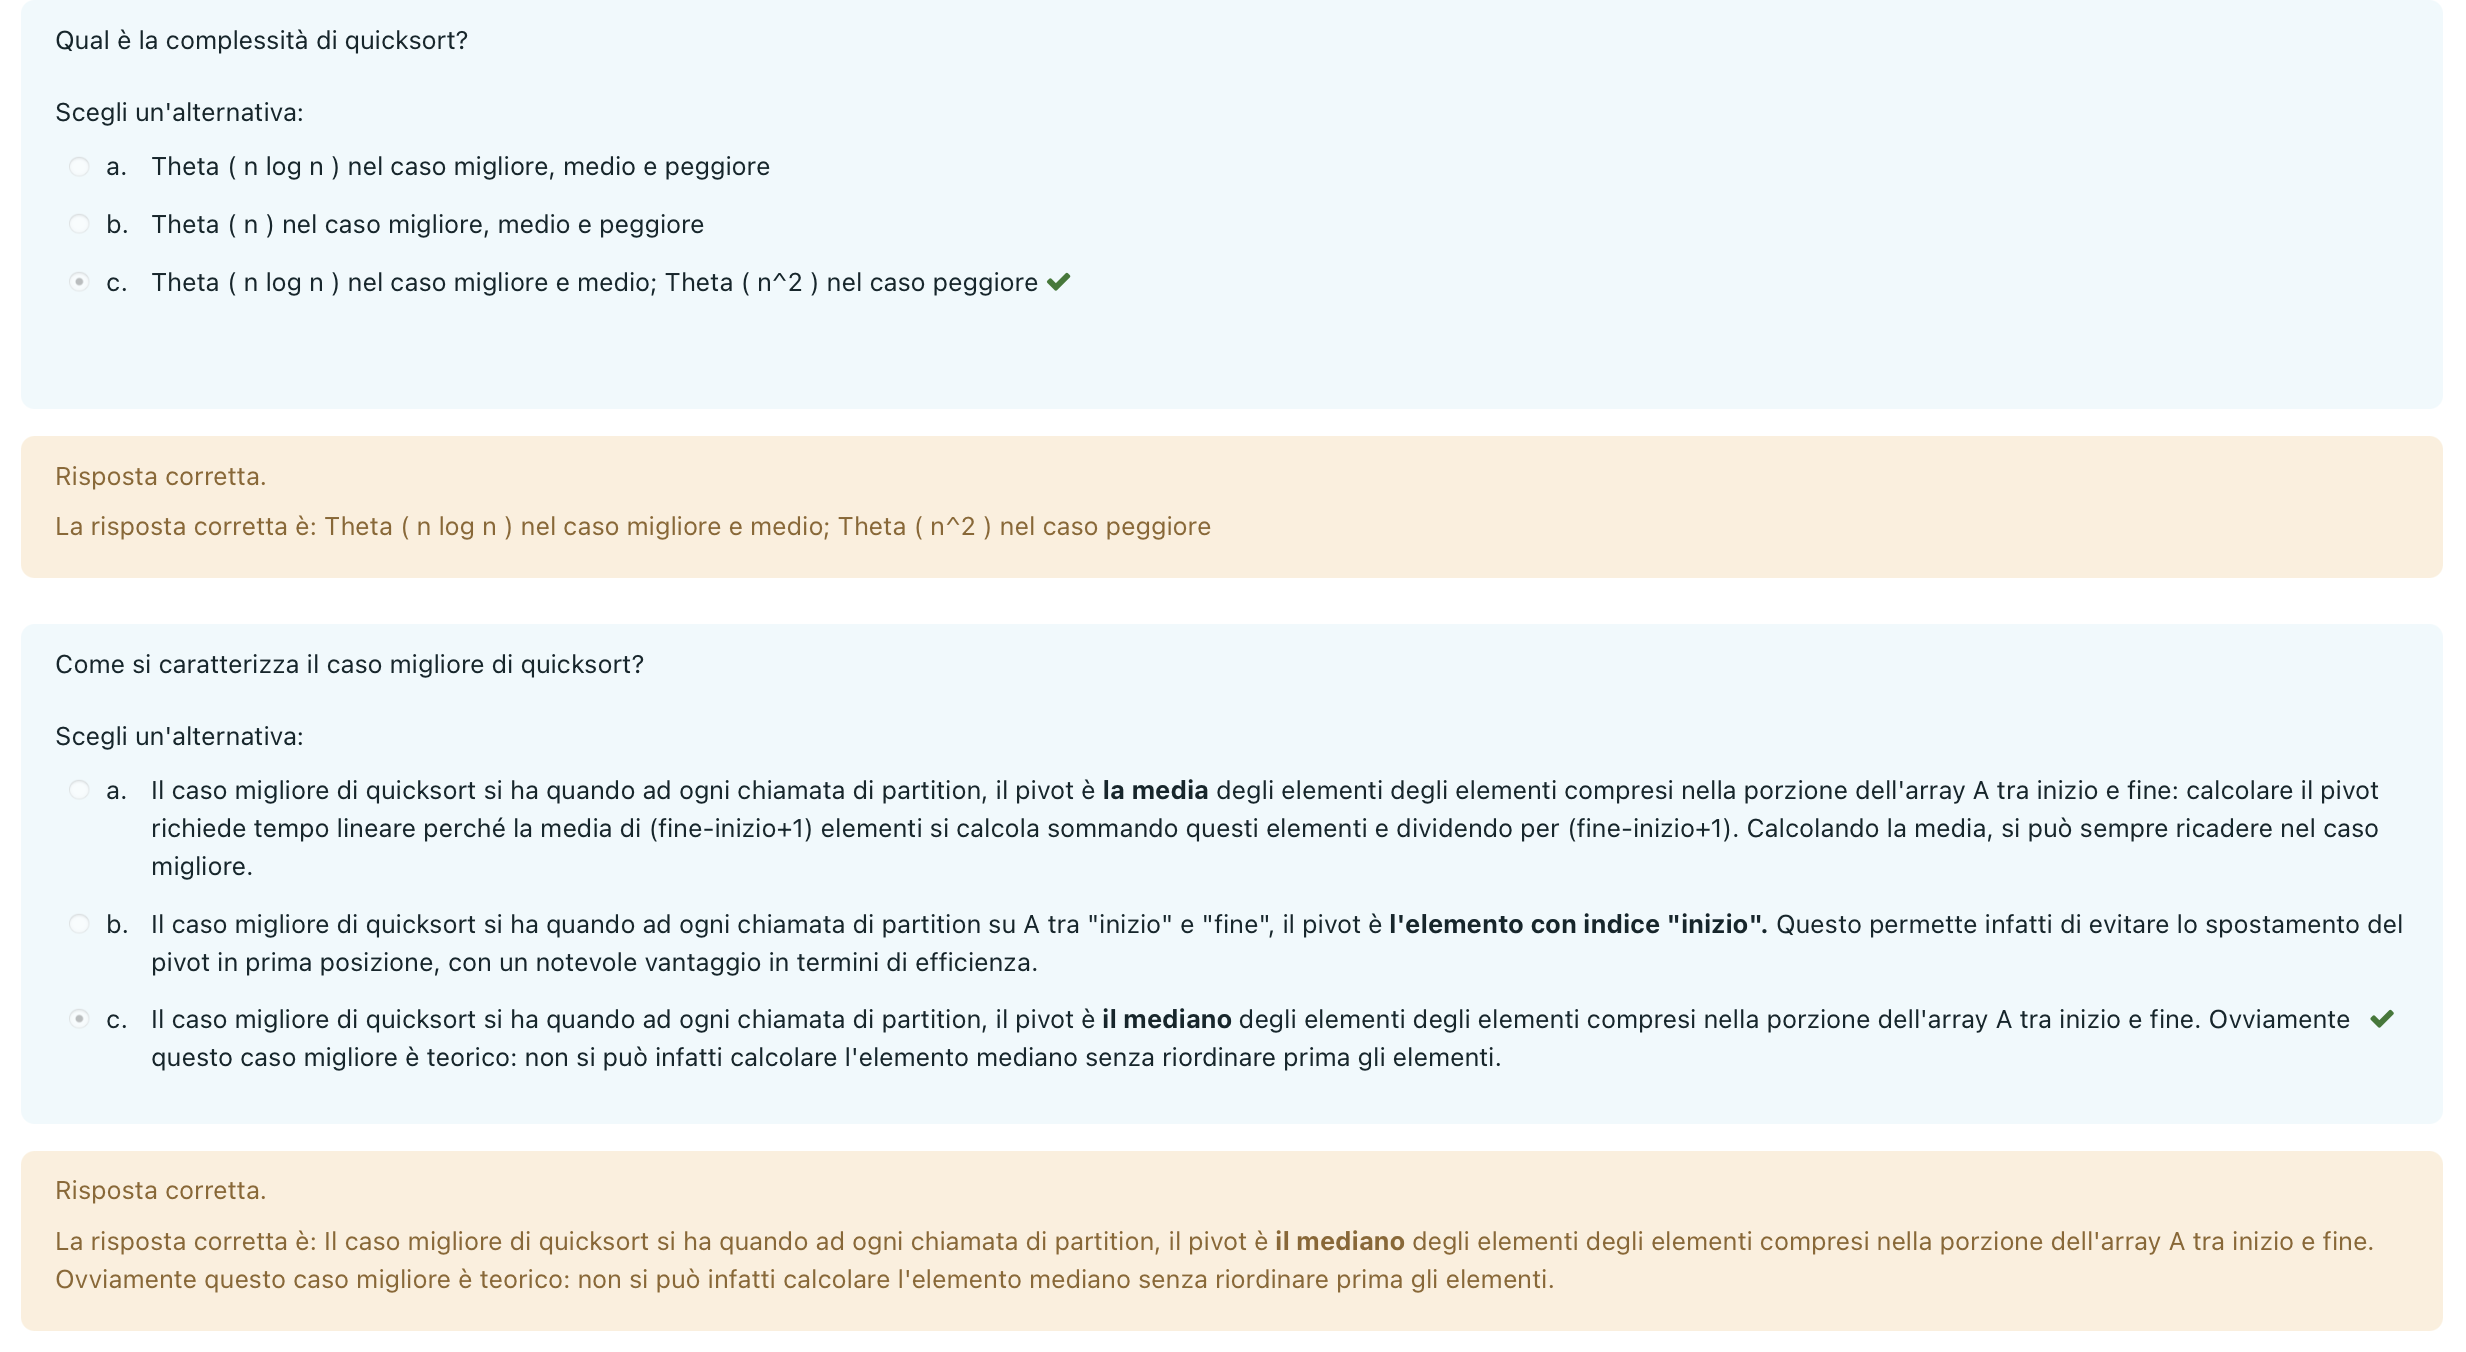 Qual è la complessità di quicksort?
Scegli un'alternativa:
a. Theta ( n log n ) nel caso migliore, medio e peggiore
b. Theta ( n ) nel caso migliore, medio e peggiore
c. Theta ( n log n ) nel caso migliore e medio; Theta ( n^2 ) nel caso peggiore
Risposta corretta.
La risposta corretta è: Theta ( n log n ) nel caso migliore e medio; Theta ( n^2 ) nel caso peggiore
Come si caratterizza il caso migliore di quicksort?
Scegli un'alternativa:
a. Il caso migliore di quicksort si ha quando ad ogni chiamata di partition, il pivot è la media degli elementi degli elementi compresi nella porzione dell'array A tra inizio e fine: calcolare il pivot
richiede tempo lineare perché la media di (fine-inizio+1) elementi si calcola sommando questi elementi e dividendo per (fine-inizio+1). Calcolando la media, si può sempre ricadere nel caso
migliore.
b. Il caso migliore di quicksort si ha quando ad ogni chiamata di partition su A tra "inizio" e "fine", il pivot è l'elemento con indice "inizio". Questo permette infatti di evitare lo spostamento del
pivot in prima posizione, con un notevole vantaggio in termini di efficienza.
c. Il caso migliore di quicksort si ha quando ad ogni chiamata di partition, il pivot è il mediano degli elementi degli elementi compresi nella porzione dell'array A tra inizio e fine. Ovviamente
questo caso migliore è teorico: non si può infatti calcolare l'elemento mediano senza riordinare prima gli elementi.
Risposta corretta.
La risposta corretta è: Il caso migliore di quicksort si ha quando ad ogni chiamata di partition, il pivot è il mediano degli elementi degli elementi compresi nella porzione dell'array A tra inizio e fine.
Ovviamente questo caso migliore è teorico: non si può infatti calcolare l'elemento mediano senza riordinare prima gli elementi.